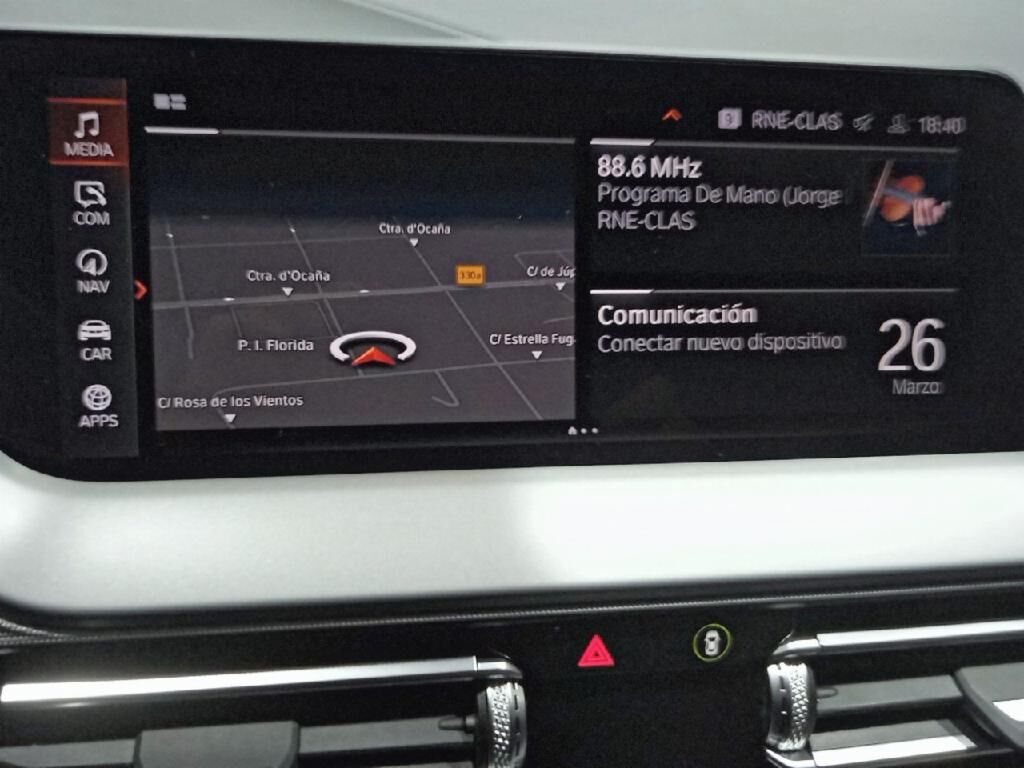 MEDIA
COM
NAV
CAR
APPS
RNE-CLAS
18:40
Ctra. d'Ocaña
Ctra. d'Ocaña
330a
C/ de Júp
P. I. Florida
C/ Estrella Fug
C/ Rosa de los Vientos
88.6 MHz
Programa De Mano (Jorge
RNE-CLAS
Comunicación
Conectar nuevo dispositivo
26
Marzo